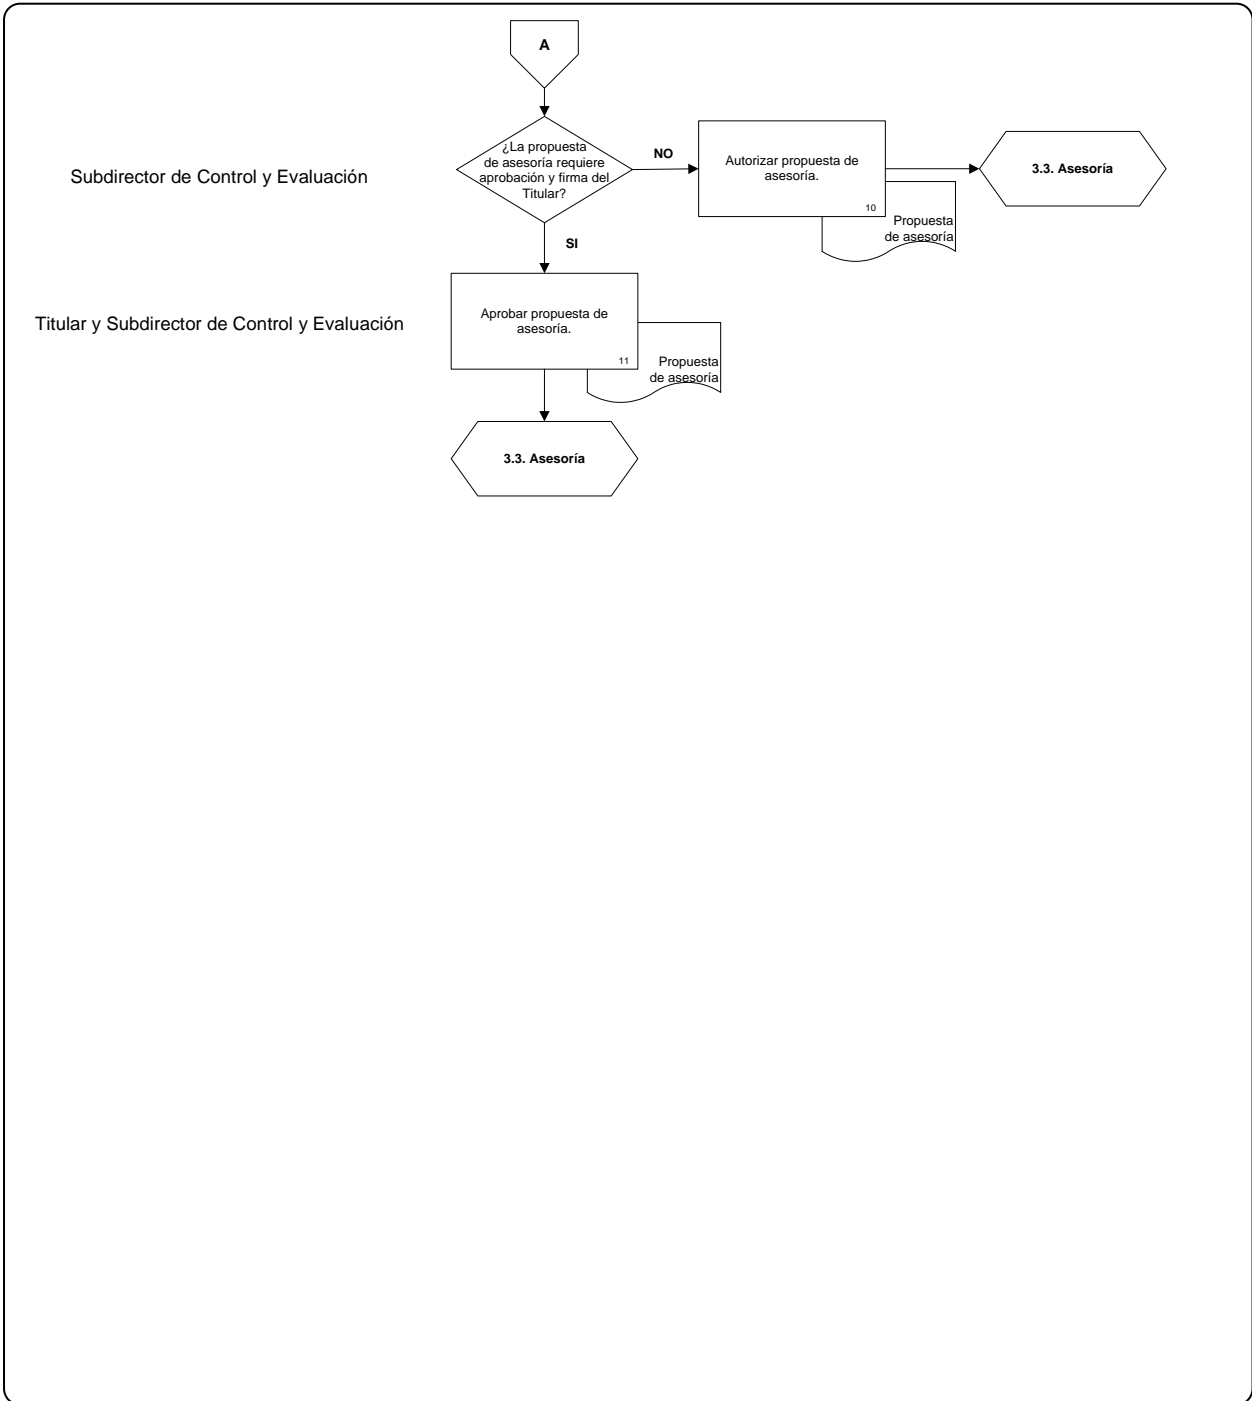 A
Subdirector de Control y Evaluación
¿La propuesta
de asesoría requiere
aprobación y firma del
Titular?
NO
Autorizar propuesta de
asesoría.
10
Propuesta
de asesoría
3.3. Asesoría
SI
Titular y Subdirector de Control y Evaluación
Aprobar propuesta de
asesoría.
11
Propuesta
de asesoría
3.3. Asesoría